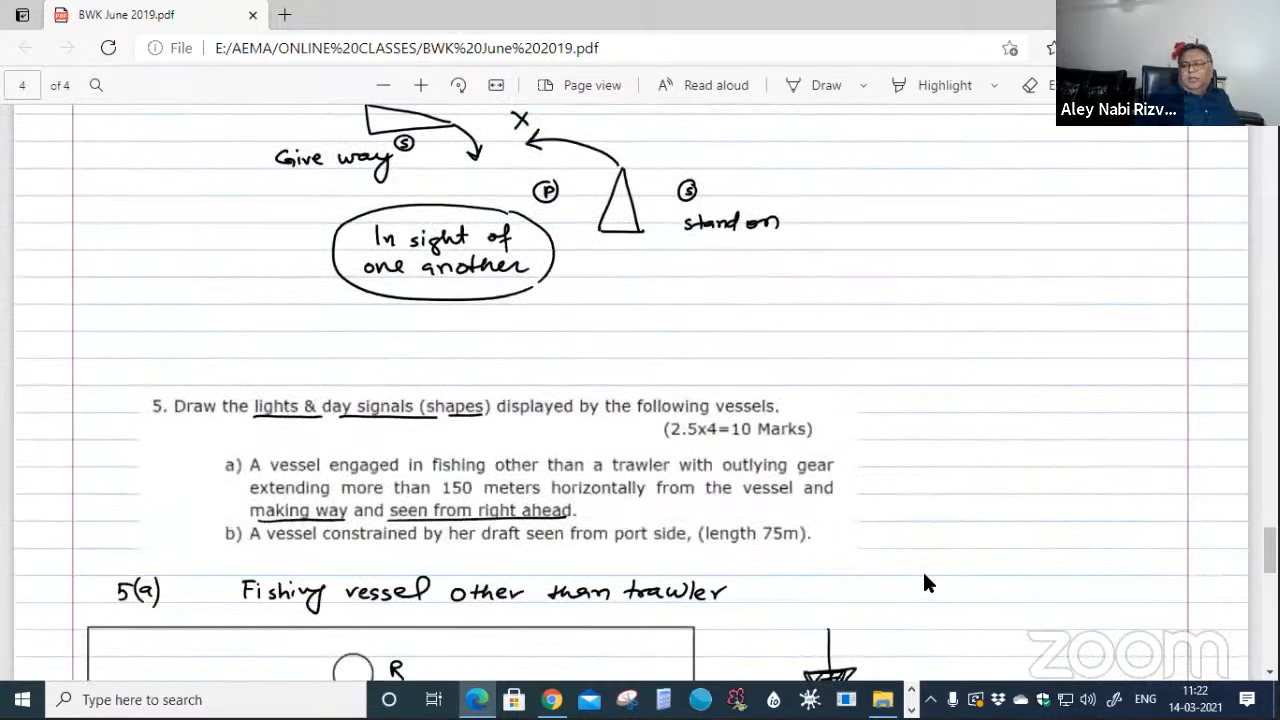 BWK June 2019.pdf
File
E:/AEMA/ONLINE%20CLASSES/BWK%20June%202019.pdf
4 of 4
Page view
Read aloud
Draw
Highlight
Aley Nabi Rizv...
X
Give way
S
P
S
stand on
In sight of
one another
5. Draw the lights & day signals (shapes) displayed by the following vessels.
(2.5x4=10 Marks)
a) A vessel engaged in fishing other than a trawler with outlying gear
extending more than 150 meters horizontally from the vessel and
making way and seen from right ahead.
b) A vessel constrained by her draft seen from port side, (length 75m).
5(a) Fishing vessel other than trawler
R
zoom
Type here to search
ENG
11:22
14-03-2021